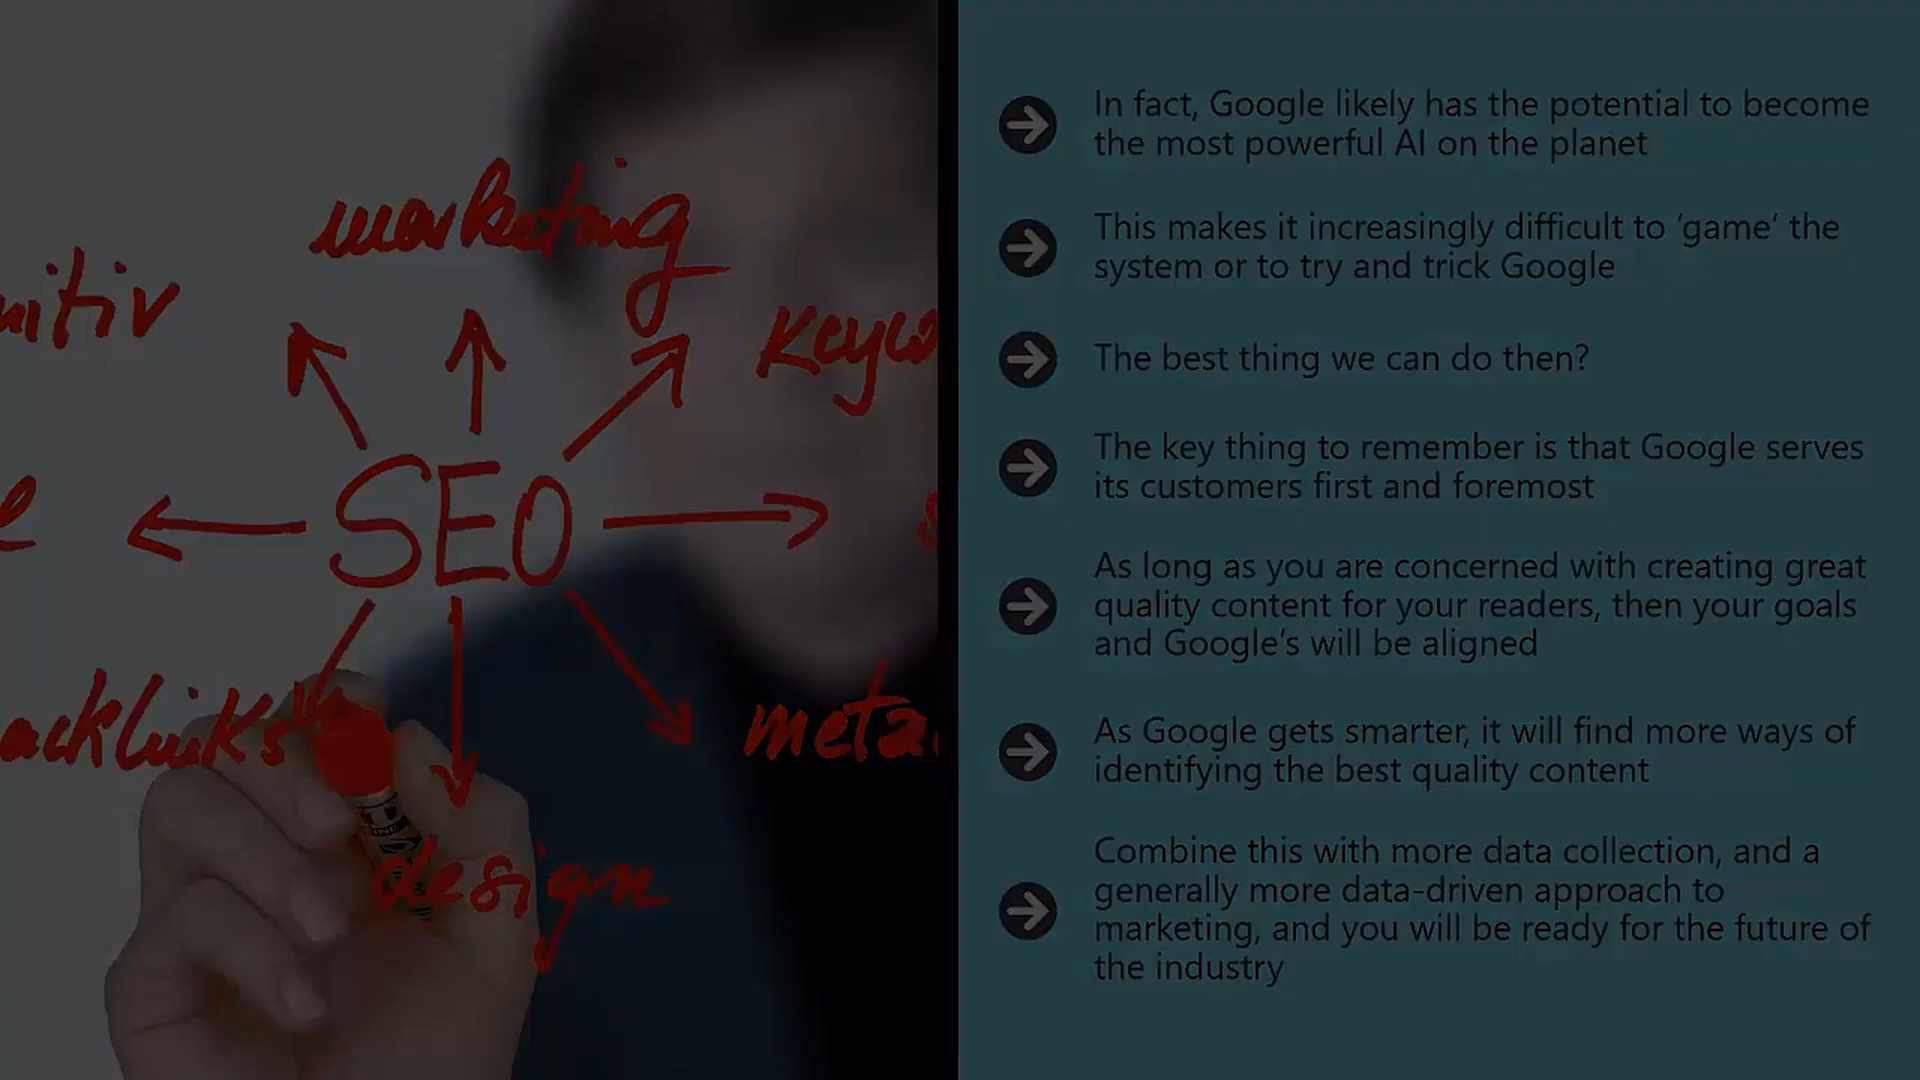 marketing
nitiv
SEO
design
In fact, Google likely has the potential to become
the most powerful AI on the planet
This makes it increasingly difficult to ‘game’ the
system or to try and trick Google
The best thing we can do then?
The key thing to remember is that Google serves
its customers first and foremost
As long as you are concerned with creating great
quality content for your readers, then your goals
and Google’s will be aligned
As Google gets smarter, it will find more ways of
identifying the best quality content
Combine this with more data collection, and a
generally more data-driven approach to
marketing, and you will be ready for the future of
the industry